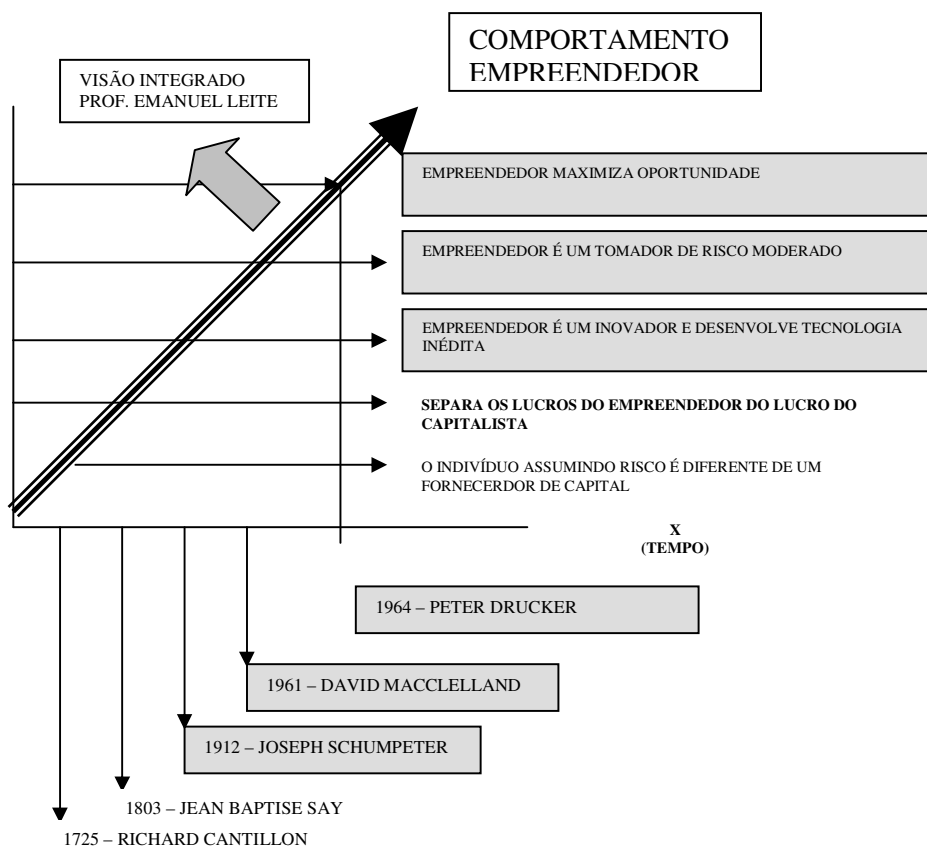 COMPORTAMENTO
EMPREENDEDOR
VISÃO INTEGRADO
PROF. EMANUEL LEITE
EMPREENDEDOR MAXIMIZA OPORTUNIDADE
EMPREENDEDOR É UM TOMADOR DE RISCO MODERADO
EMPREENDEDOR É UM INOVADOR E DESENVOLVE TECNOLOGIA
INÉDITA
SEPARA OS LUCROS DO EMPREENDEDOR DO LUCRO DO
CAPITALISTA
O INDIVÍDUO ASSUMINDO RISCO É DIFERENTE DE UM
FORNECERDOR DE CAPITAL
X
(TEMPO)
1964 – PETER DRUCKER
1961 – DAVID MACCLELLAND
1912 – JOSEPH SCHUMPETER
1803 – JEAN BAPTISE SAY
1725 – RICHARD CANTILLON